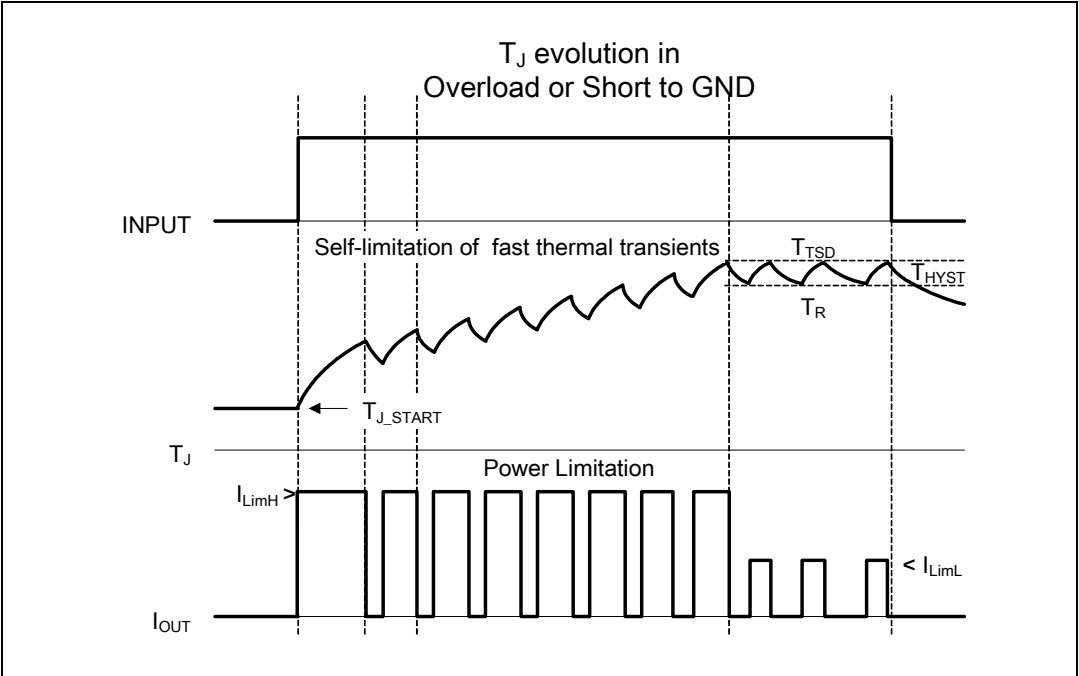 T_J evolution in
Overload or Short to GND
INPUT
Self-limitation of fast thermal transients
T_TSD
T_HYST
T_R
T_J_START
T_J
Power Limitation
I_LimH >
< I_LimL
I_OUT